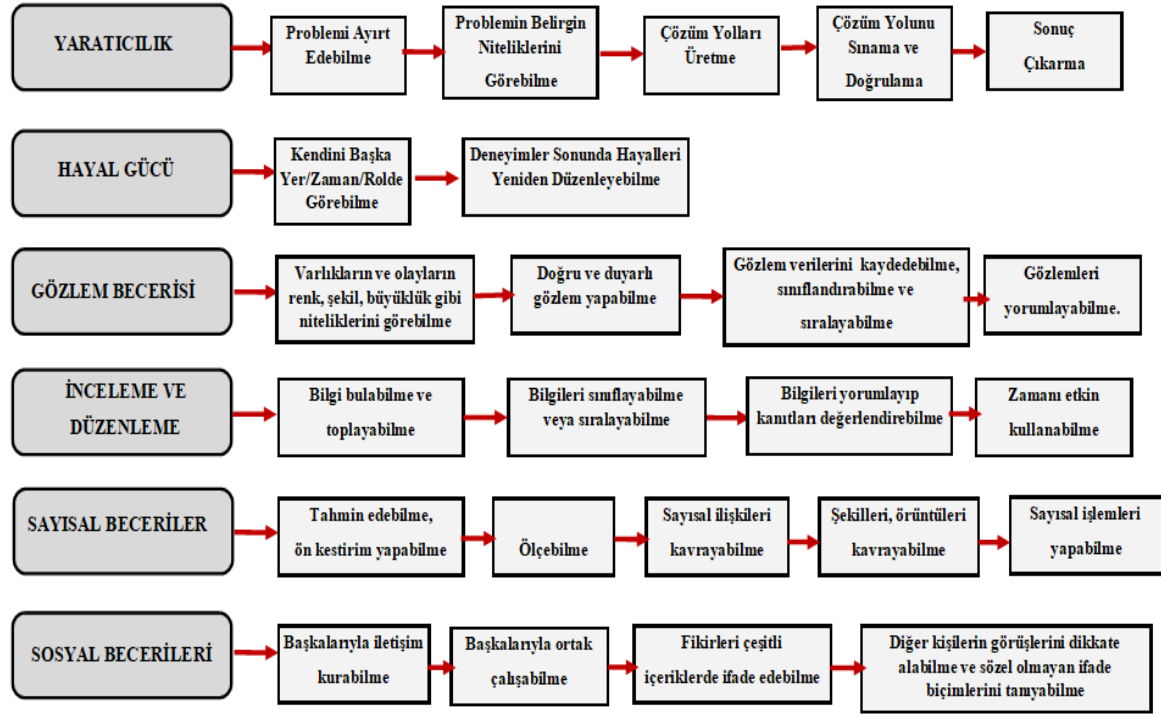 YARATICILIK
Problemi Ayırt
Edebilme
Problemin Belirgin
Niteliklerini
Görebilme
Çözüm Yolları
Üretme
Çözüm Yolunu
Sınama ve
Doğrulama
Sonuç
Çıkarma
HAYAL GÜCÜ
Kendini Başka
Yer/Zaman/Rolde
Görebilme
Deneyimler Sonunda Hayalleri
Yeniden Düzenleyebilme
GÖZLEM BECERİSİ
Varlıkların ve olayların
renk, şekil, büyüklük gibi
niteliklerini görebilme
Doğru ve duyarlı
gözlem yapabilme
Gözlem verilerini kaydedebilme,
sınıflandırabilme ve
sıralayabilme
Gözlemleri
yorumlayabilme.
İNCELEME VE
DÜZENLEME
Bilgi bulabilme ve
toplayabilme
Bilgileri sınıflayabilme
veya sıralayabilme
Bilgileri yorumlayıp
kanıtları değerlendirebilme
Zamanı etkin
kullanabilme
SAYISAL BECERİLER
Tahmin edebilme,
ön kestirim yapabilme
Ölçebilme
Sayısal ilişkileri
kavrayabilme
Şekilleri, örüntüleri
kavrayabilme
Sayısal işlemleri
yapabilme
SOSYAL BECERİLERİ
Başkalarıyla iletişim
kurabilme
Başkalarıyla ortak
çalışabilme
Fikirleri çeşitli
içeriklerde ifade edebilme
Diğer kişilerin görüşlerini dikkate
alabilme ve sözel olmayan ifade
biçimlerini tanıyabilme